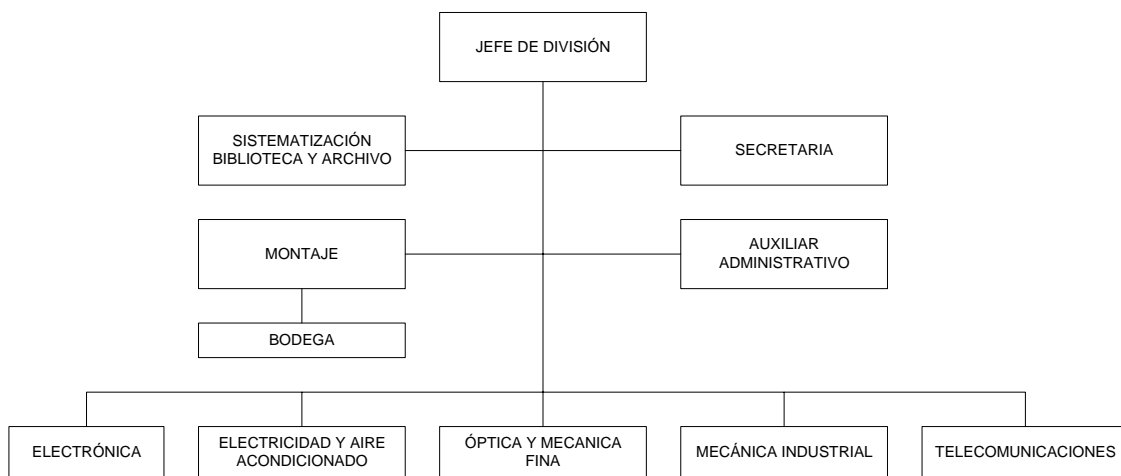 JEFE DE DIVISIÓN
SISTEMATIZACIÓN
BIBLIOTECA Y ARCHIVO
SECRETARIA
MONTAJE
AUXILIAR
ADMINISTRATIVO
BODEGA
ELECTRÓNICA
ELECTRICIDAD Y AIRE
ACONDICIONADO
ÓPTICA Y MECANICA
FINA
MECÁNICA INDUSTRIAL
TELECOMUNICACIONES